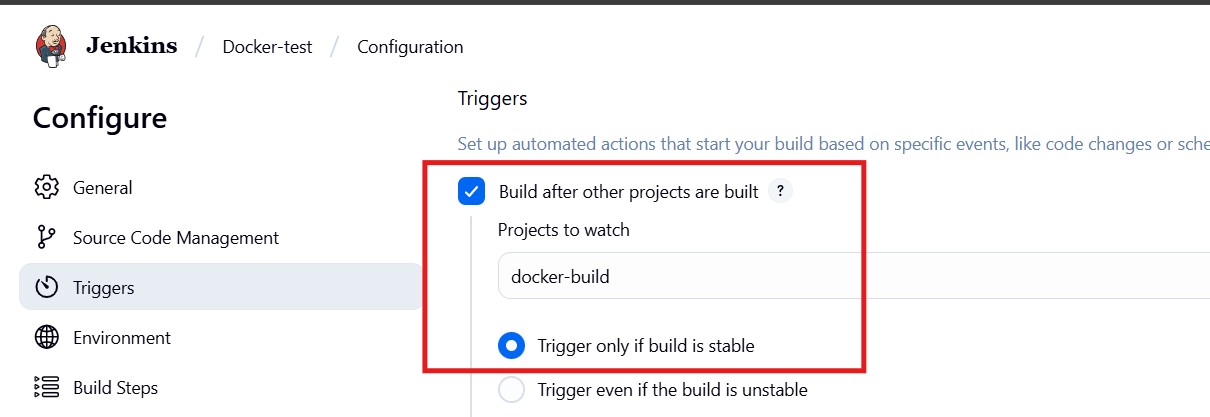 Jenkins / Docker-test / Configuration
Configure
General
Source Code Management
Triggers
Environment
Build Steps
Triggers
Set up automated actions that start your build based on specific events, like code changes or sche
Build after other projects are built ?
Projects to watch
docker-build
Trigger only if build is stable
Trigger even if the build is unstable